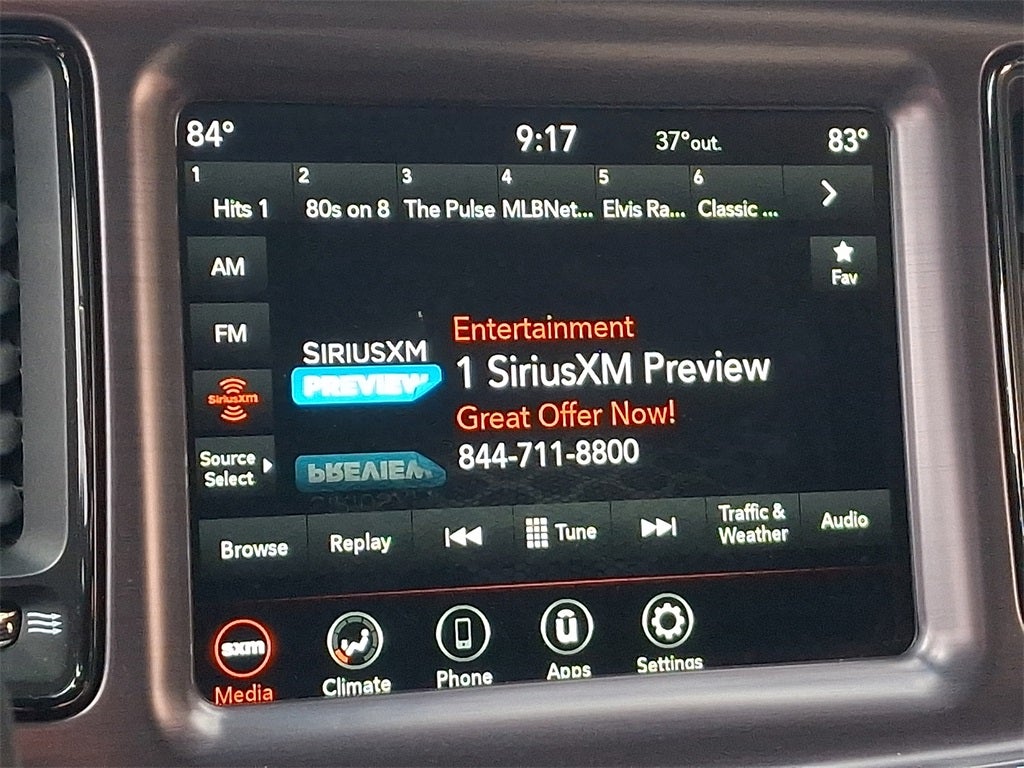 84° 9:17 37°out. 83°
1 2 3 4 5 6
Hits 1 80s on 8 The Pulse MLBNet... Elvis Ra... Classic ...
AM
Fav
FM
SIRIUSXM
PREVIEW
Entertainment
1 SiriusXM Preview
Great Offer Now!
844-711-8800
SiriusXM
Source
Select
PREVIEW
Browse Replay Tune Traffic &
Weather Audio
sxm
Media Climate Phone Apps Settings